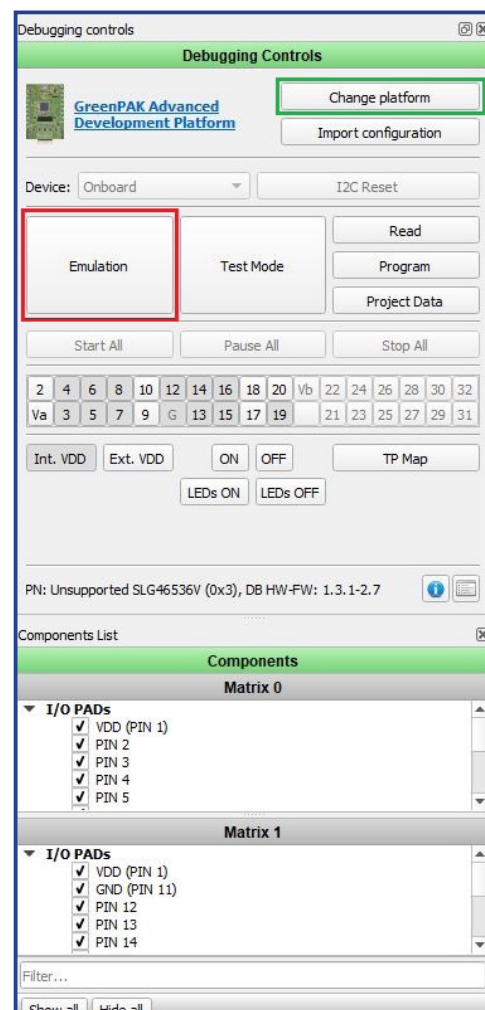 Debugging controls
Debugging Controls
GreenPAK Advanced
Development Platform
Change platform
Import configuration
Device: Onboard I2C Reset
Emulation
Test Mode
Read
Program
Project Data
Start All Pause All Stop All
2 4 6 8 10 12 14 16 18 20 Vb 22 24 26 28 30 32
Va 3 5 7 9 G 13 15 17 19 21 23 25 27 29 31
Int. VDD Ext. VDD ON OFF TP Map
LEDs ON LEDs OFF
PN: Unsupported SLG46536V (0x3), DB HW-FW: 1.3.1-2.7
Components List
Components
Matrix 0
I/O PADs
VDD (PIN 1)
PIN 2
PIN 3
PIN 4
PIN 5
Matrix 1
I/O PADs
VDD (PIN 1)
GND (PIN 11)
PIN 12
PIN 13
PIN 14
Filter...
Show all Hide all